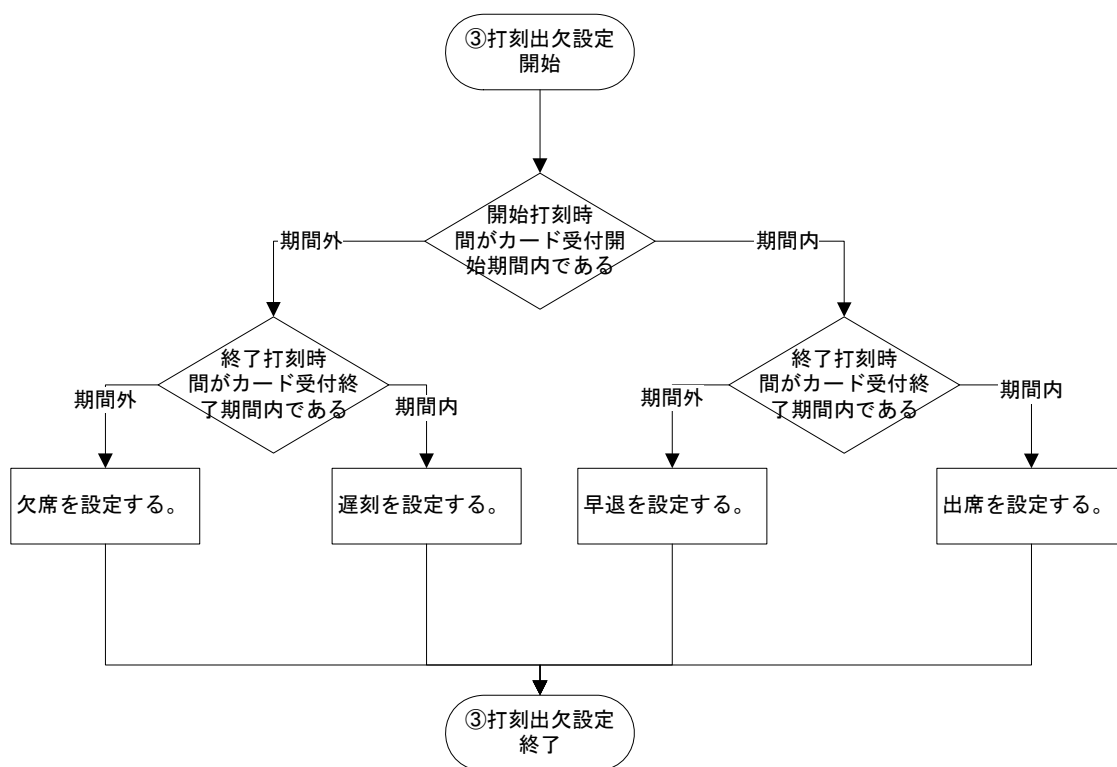 ③打刻出欠設定
開始
開始打刻時
間がカード受付開
始期間内である
期間外
期間内
終了打刻時
間がカード受付終
了期間内である
終了打刻時
間がカード受付終
了期間内である
期間外
期間内
期間外
期間内
欠席を設定する。
遅刻を設定する。
早退を設定する。
出席を設定する。
③打刻出欠設定
終了